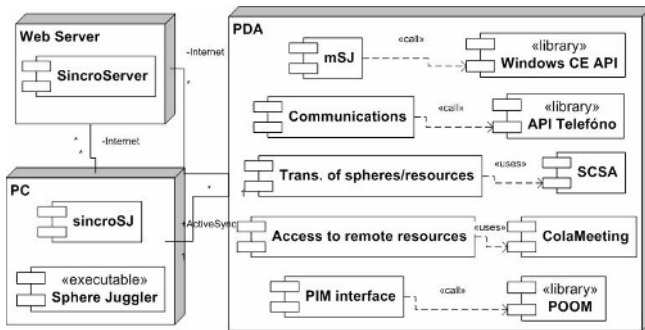 Web Server
SincroServer
-Internet
*
*
-Internet
*
PC
sincroSJ
«executable»
Sphere Juggler
*
ActiveSync
1
PDA
mSJ
«call»
«library»
Windows CE API
Communications
«call»
«library»
API Telefóno
Trans. of spheres/resources
«uses»
SCSA
Access to remote resources
«uses»
ColaMeeting
PIM interface
«call»
«library»
POOM